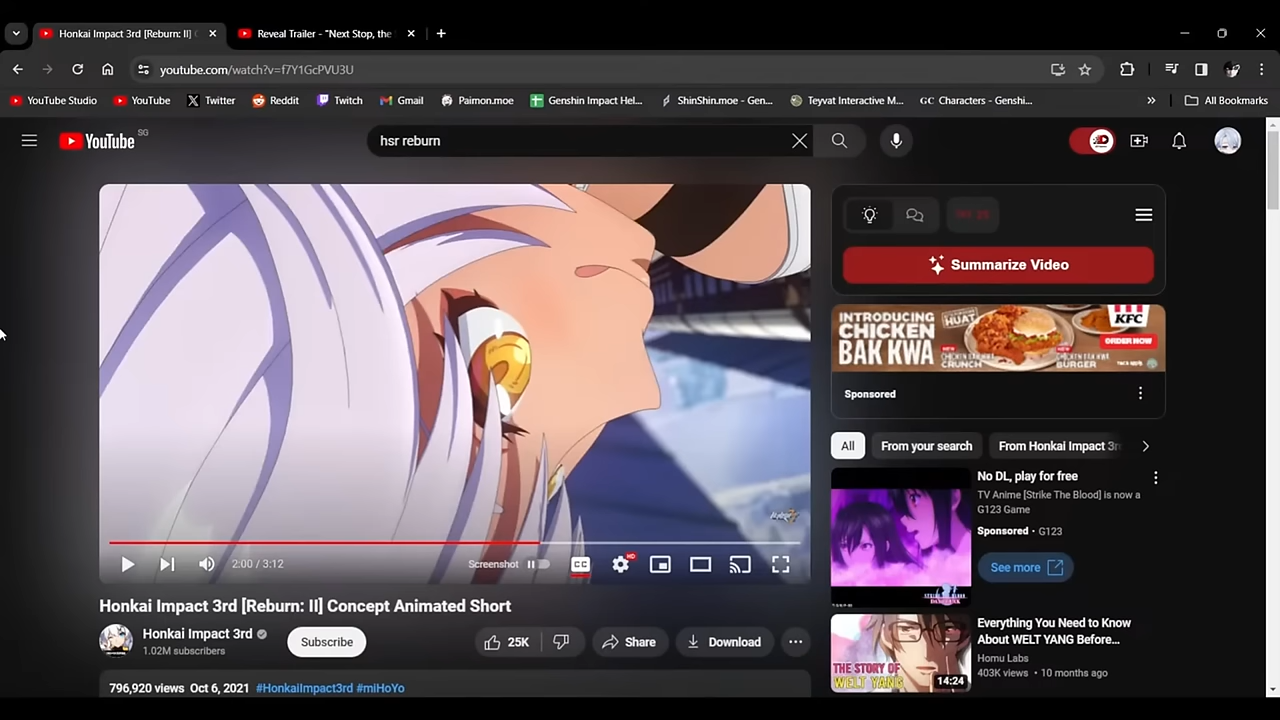 Honkai Impact 3rd [Reburn: II] C
Reveal Trailer - "Next Stop, the
youtube.com/watch?v=f7Y1GcPVU3U
YouTube Studio
YouTube
Twitter
Reddit
Twitch
Gmail
Paimon.moe
Genshin Impact Hel...
ShinShin.moe - Gen...
Teyvat Interactive M...
GC Characters - Genshi...
All Bookmarks
YouTube SG
hsr reburn
Summarize Video
INTRODUCING
CHICKEN
BAK KWA
HUAT
KFC
ORDER NOW
Sponsored
All
From your search
From Honkai Impact 3r
No DL, play for free
TV Anime [Strike The Blood] is now a
G123 Game
Sponsored · G123
See more
2:00 / 3:12
Screenshot
CC
HD
Honkai Impact 3rd [Reburn: II] Concept Animated Short
Honkai Impact 3rd
1.02M subscribers
Subscribe
25K
Share
Download
796,920 views Oct 6, 2021 #HonkaiImpact3rd #miHoYo
THE STORY OF
WELT YANG
14:24
Everything You Need to Know
About WELT YANG Before...
Homu Labs
403K views · 10 months ago